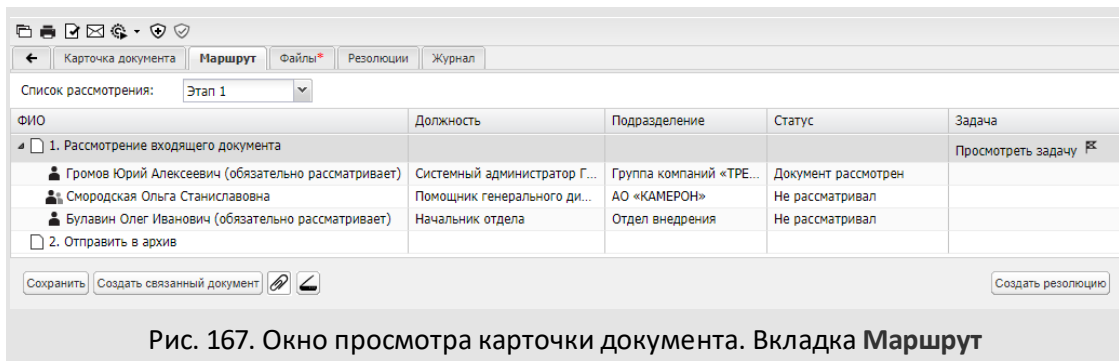 Карточка документа Маршрут Файлы* Резолюции Журнал
Список рассмотрения: Этап 1
ФИО Должность Подразделение Статус Задача
1. Рассмотрение входящего документа Просмотреть задачу
Громов Юрий Алексеевич (обязательно рассматривает) Системный администратор Г... Группа компаний «ТРЕ... Документ рассмотрен
Смородская Ольга Станиславовна Помощник генерального ди... АО «КАМЕРОН» Не рассматривал
Булавин Олег Иванович (обязательно рассматривает) Начальник отдела Отдел внедрения Не рассматривал
2. Отправить в архив
Сохранить Создать связанный документ Создать резолюцию
Рис. 167. Окно просмотра карточки документа. Вкладка Маршрут